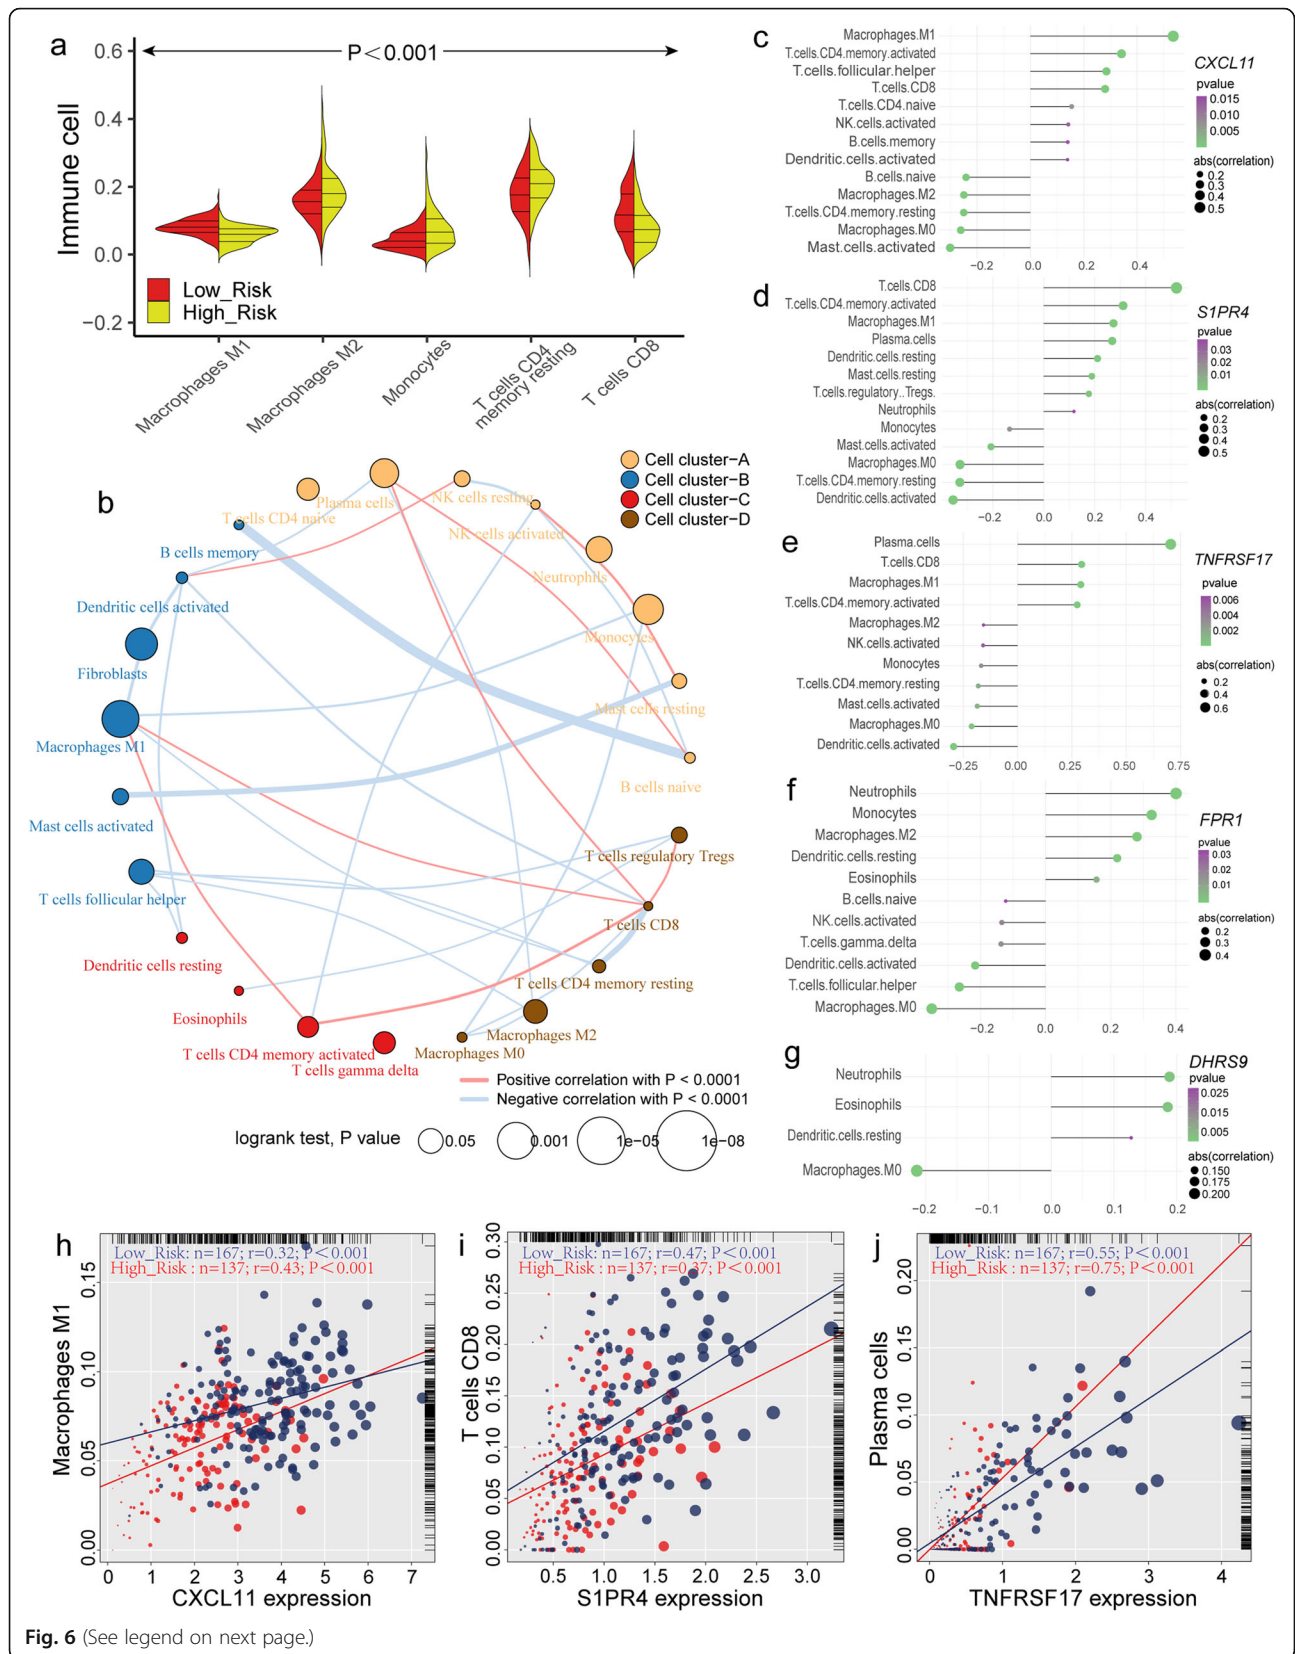 a
P<0.001
0.6
0.4
0.2
0.0
−0.2
Immune cell
Low_Risk
High_Risk
Macrophages M1
Macrophages M2
Monocytes
T cells CD4
memory resting
T cells CD8
b
Cell cluster−A
Cell cluster−B
Cell cluster−C
Cell cluster−D
Plasma cells
NK cells resting
T cells CD4 naive
NK cells activated
B cells memory
Neutrophils
Dendritic cells activated
Monocytes
Fibroblasts
Mast cells resting
Macrophages M1
B cells naive
Mast cells activated
T cells regulatory Tregs
T cells follicular helper
T cells CD8
Dendritic cells resting
T cells CD4 memory resting
Eosinophils
Macrophages M2
T cells CD4 memory activated
Macrophages M0
T cells gamma delta
Positive correlation with P < 0.0001
Negative correlation with P < 0.0001
logrank test, P value
0.05
0.001
1e−05
1e−08
c
Macrophages.M1
T.cells.CD4.memory.activated
T.cells.follicular.helper
T.cells.CD8
T.cells.CD4.naive
NK.cells.activated
B.cells.memory
Dendritic.cells.activated
B.cells.naive
Macrophages.M2
T.cells.CD4.memory.resting
Macrophages.M0
Mast.cells.activated
−0.2 0.0 0.2 0.4
CXCL11
pvalue
0.015
0.010
0.005
abs(correlation)
0.2
0.3
0.4
0.5
d
T.cells.CD8
T.cells.CD4.memory.activated
Macrophages.M1
Plasma.cells
Dendritic.cells.resting
Mast.cells.resting
T.cells.regulatory..Tregs.
Neutrophils
Monocytes
Mast.cells.activated
Macrophages.M0
T.cells.CD4.memory.resting
Dendritic.cells.activated
−0.2 0.0 0.2 0.4
S1PR4
pvalue
0.03
0.02
0.01
abs(correlation)
0.2
0.3
0.4
0.5
e
Plasma.cells
T.cells.CD8
Macrophages.M1
T.cells.CD4.memory.activated
Macrophages.M2
NK.cells.activated
Monocytes
T.cells.CD4.memory.resting
Mast.cells.activated
Macrophages.M0
Dendritic.cells.activated
−0.25 0.00 0.25 0.50 0.75
TNFRSF17
pvalue
0.006
0.004
0.002
abs(correlation)
0.2
0.4
0.6
f
Neutrophils
Monocytes
Macrophages.M2
Dendritic.cells.resting
Eosinophils
B.cells.naive
NK.cells.activated
T.cells.gamma.delta
Dendritic.cells.activated
T.cells.follicular.helper
Macrophages.M0
−0.2 0.0 0.2 0.4
FPR1
pvalue
0.03
0.02
0.01
abs(correlation)
0.2
0.3
0.4
g
Neutrophils
Eosinophils
Dendritic.cells.resting
Macrophages.M0
−0.2 −0.1 0.0 0.1 0.2
DHRS9
pvalue
0.025
0.015
0.005
abs(correlation)
0.150
0.175
0.200
h
Low_Risk: n=167; r=0.32; P<0.001
High_Risk : n=137; r=0.43; P<0.001
Macrophages M1
0.15
0.10
0.05
0.00
0 1 2 3 4 5 6 7
CXCL11 expression
i
Low_Risk: n=167; r=0.47; P<0.001
High_Risk : n=137; r=0.37; P<0.001
T cells CD8
0.30
0.25
0.20
0.15
0.10
0.05
0.00
0.5 1.0 1.5 2.0 2.5 3.0
S1PR4 expression
j
Low_Risk: n=167; r=0.55; P<0.001
High_Risk : n=137; r=0.75; P<0.001
Plasma cells
0.20
0.15
0.10
0.05
0.00
0 1 2 3 4
TNFRSF17 expression
Fig. 6 (See legend on next page.)